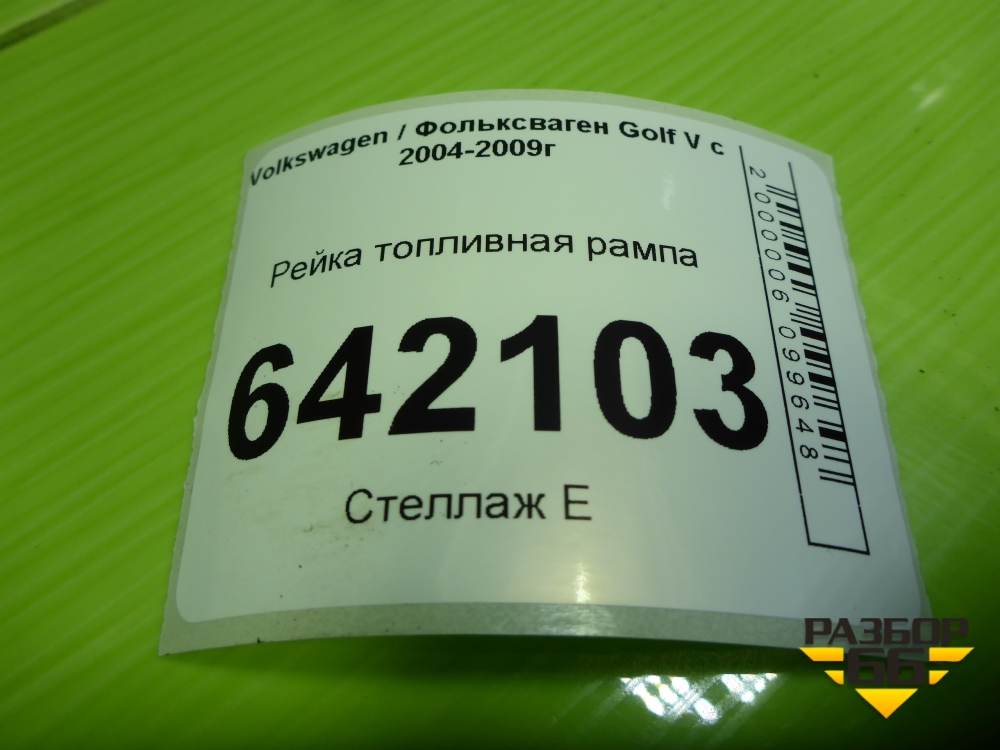 Volkswagen / Фольксваген Golf V с
2004-2009г
Рейка топливная рампа
642103
Стеллаж Е
2000006099648
РАЗБОР
66